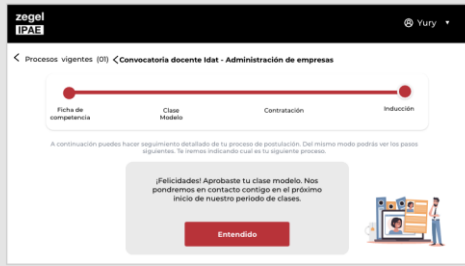 zegel
IPAE
Yury
Procesos vigentes (01) Convocatoria docente Idat - Administración de empresas
Ficha de
competencia
Clase
Modelo
Contratación
Inducción
A continuación puedes hacer seguimiento detallado de tu proceso de postulación. Del mismo modo podrás ver los pasos
siguientes. Te iremos indicando cual es tu siguiente proceso.
¡Felicidades! Aprobaste tu clase modelo. Nos
pondremos en contacto contigo en el próximo
inicio de nuestro periodo de clases.
Entendido